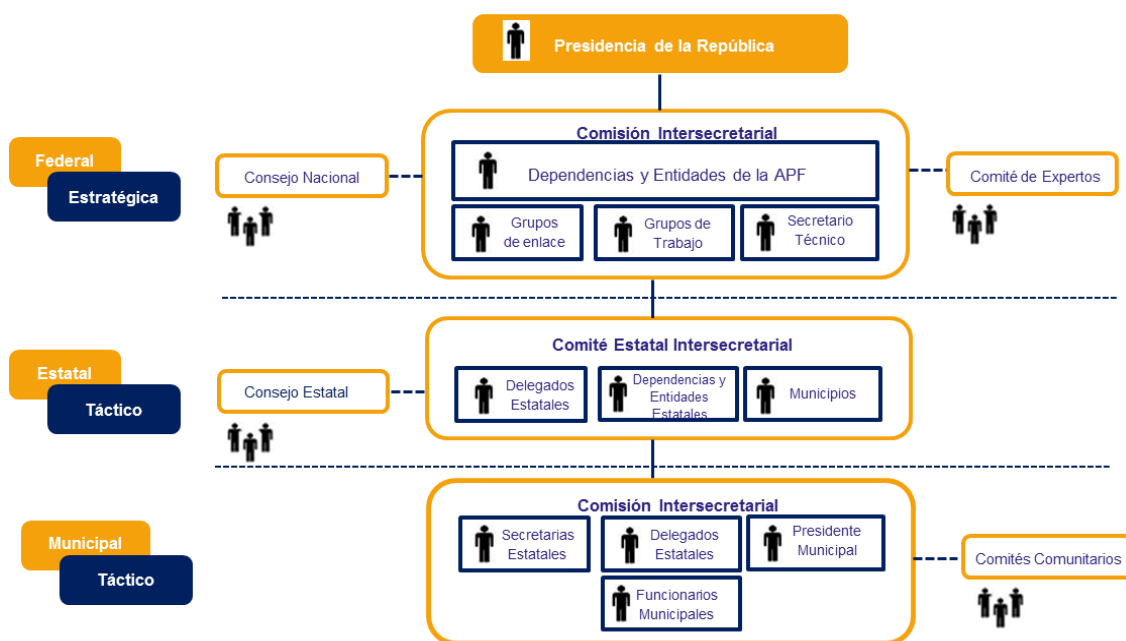 Presidencia de la República
Comisión Intersecretarial
Federal
Estratégica
Consejo Nacional
Dependencias y Entidades de la APF
Comité de Expertos
Grupos
de enlace
Grupos de
Trabajo
Secretario
Técnico
Comité Estatal Intersecretarial
Estatal
Táctico
Consejo Estatal
Delegados
Estatales
Dependencias y
Entidades
Estatales
Municipios
Comisión Intersecretarial
Municipal
Táctico
Secretarias
Estatales
Delegados
Estatales
Presidente
Municipal
Comités Comunitarios
Funcionarios
Municipales